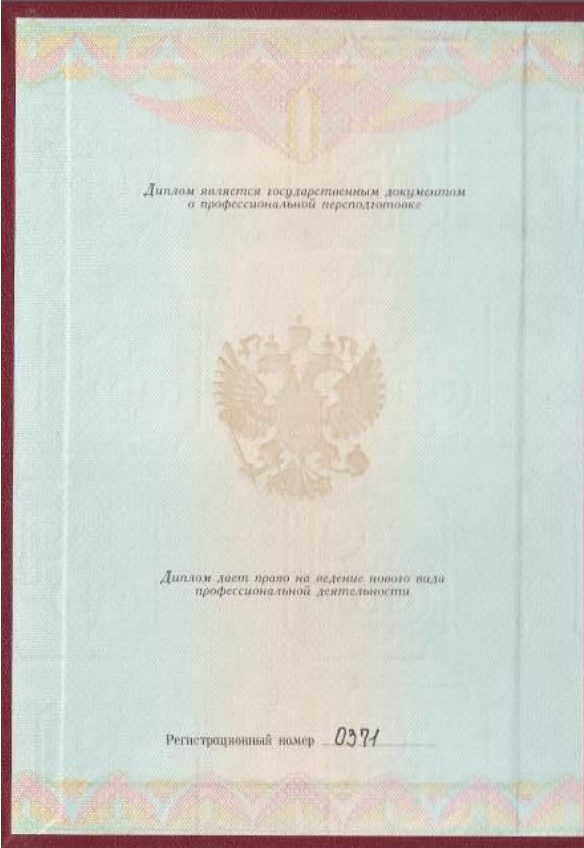 Диплом является государственным документом
о профессиональной переподготовке
Диплом дает право на ведение нового вида
профессиональной деятельности
Регистрационный номер 0371